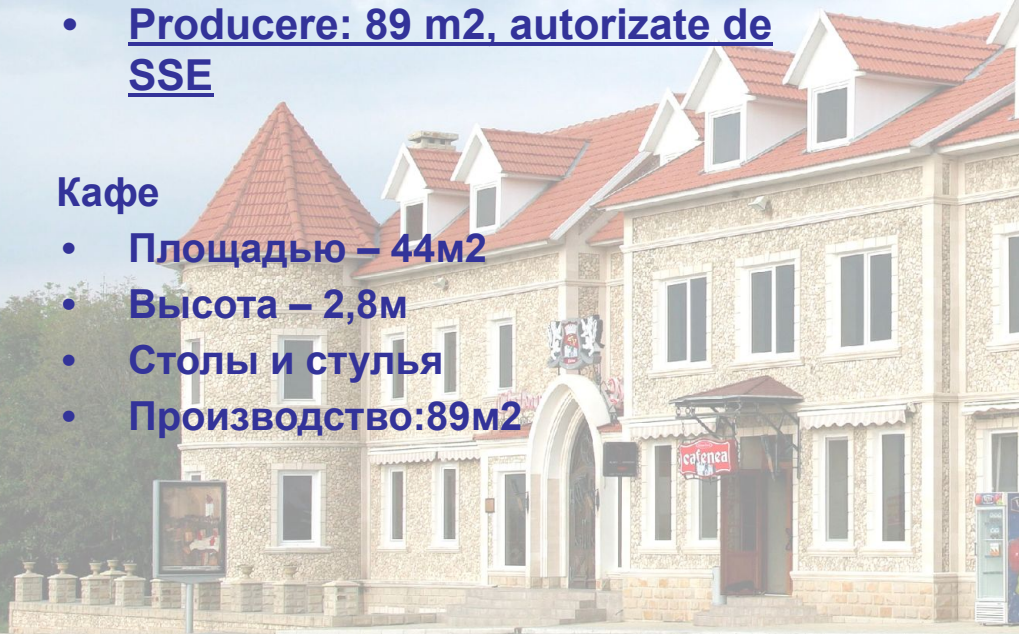 • Producere: 89 m2, autorizate de
SSE
Кафе
• Площадью – 44м2
• Высота – 2,8м
• Столы и стулья
• Производство:89м2
cafenea